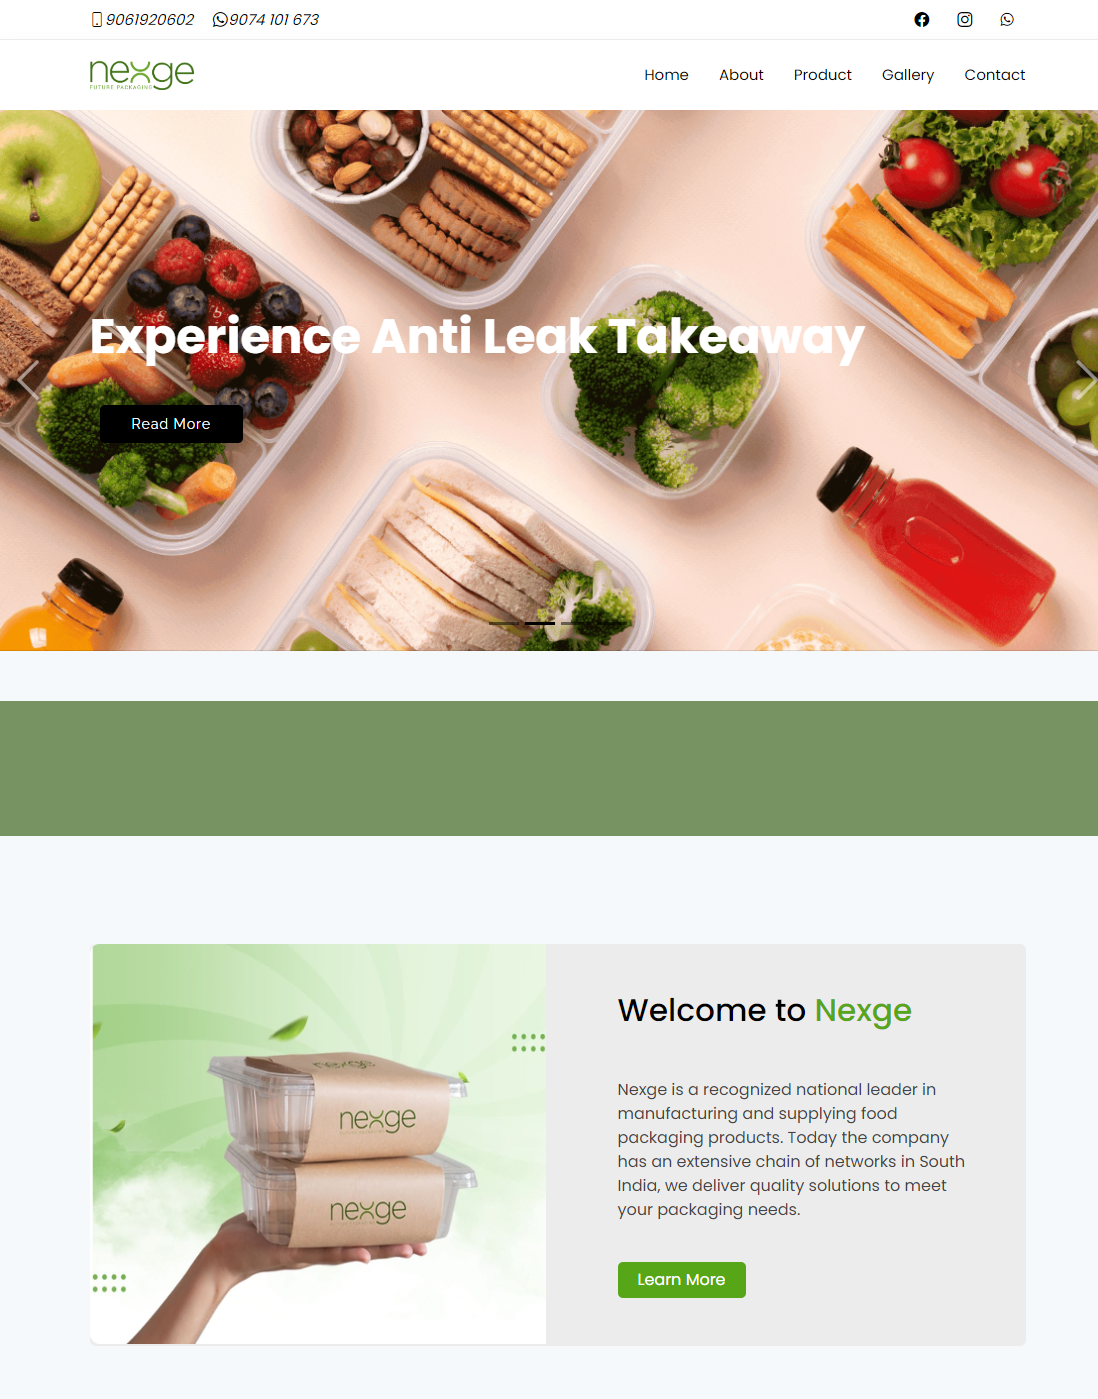 9061920602 9074 101 673
nexge
FUTURE PACKAGING
Home About Product Gallery Contact
Experience Anti Leak Takeaway
Read More
Welcome to Nexge
nexge
nexge
nexge
Nexge is a recognized national leader in
manufacturing and supplying food
packaging products. Today the company
has an extensive chain of networks in South
India, we deliver quality solutions to meet
your packaging needs.
Learn More